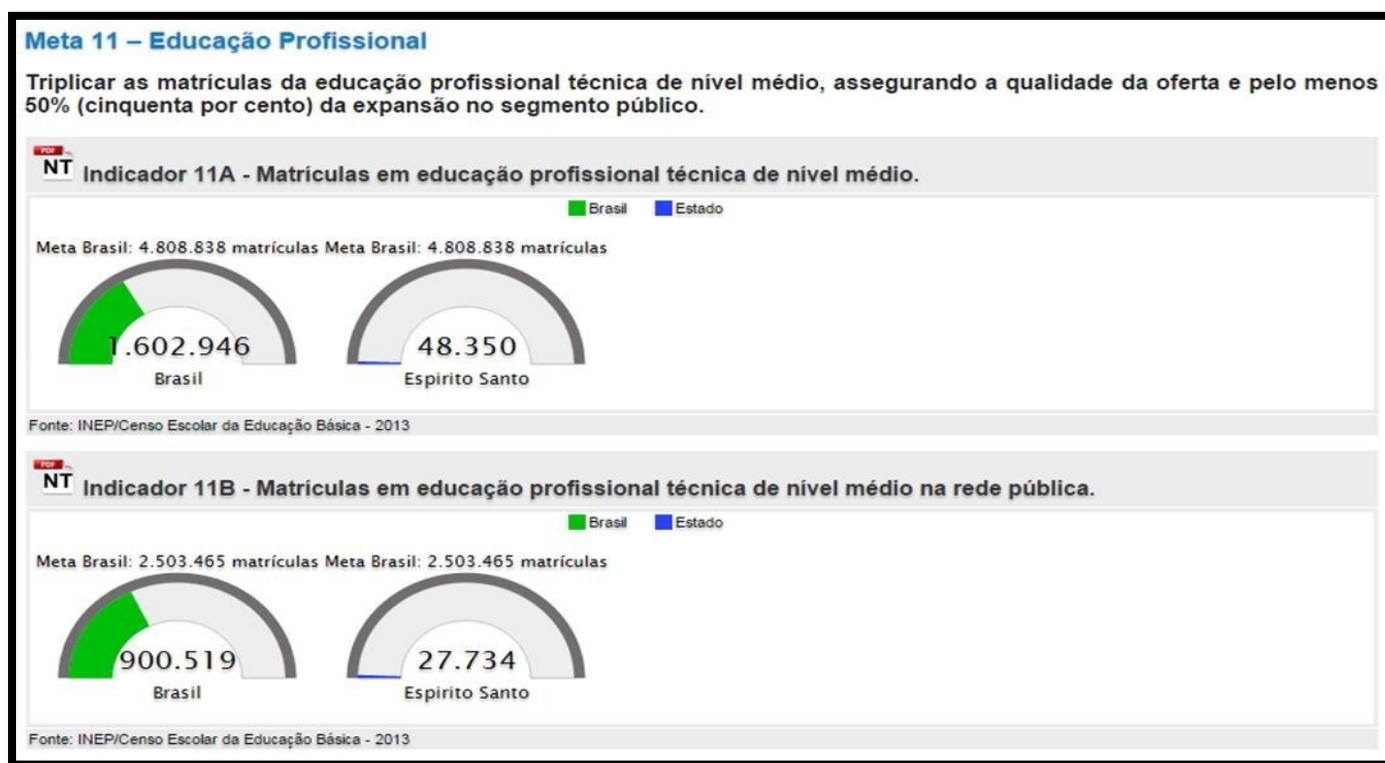 Meta 11 – Educação Profissional
Triplicar as matrículas da educação profissional técnica de nível médio, assegurando a qualidade da oferta e pelo menos
50% (cinquenta por cento) da expansão no segmento público.
PDF
NT Indicador 11A - Matrículas em educação profissional técnica de nível médio.
Brasil Estado
Meta Brasil: 4.808.838 matrículas Meta Brasil: 4.808.838 matrículas
1.602.946 48.350
Brasil Espirito Santo
Fonte: INEP/Censo Escolar da Educação Básica - 2013
PDF
NT Indicador 11B - Matrículas em educação profissional técnica de nível médio na rede pública.
Brasil Estado
Meta Brasil: 2.503.465 matrículas Meta Brasil: 2.503.465 matrículas
900.519 27.734
Brasil Espirito Santo
Fonte: INEP/Censo Escolar da Educação Básica - 2013